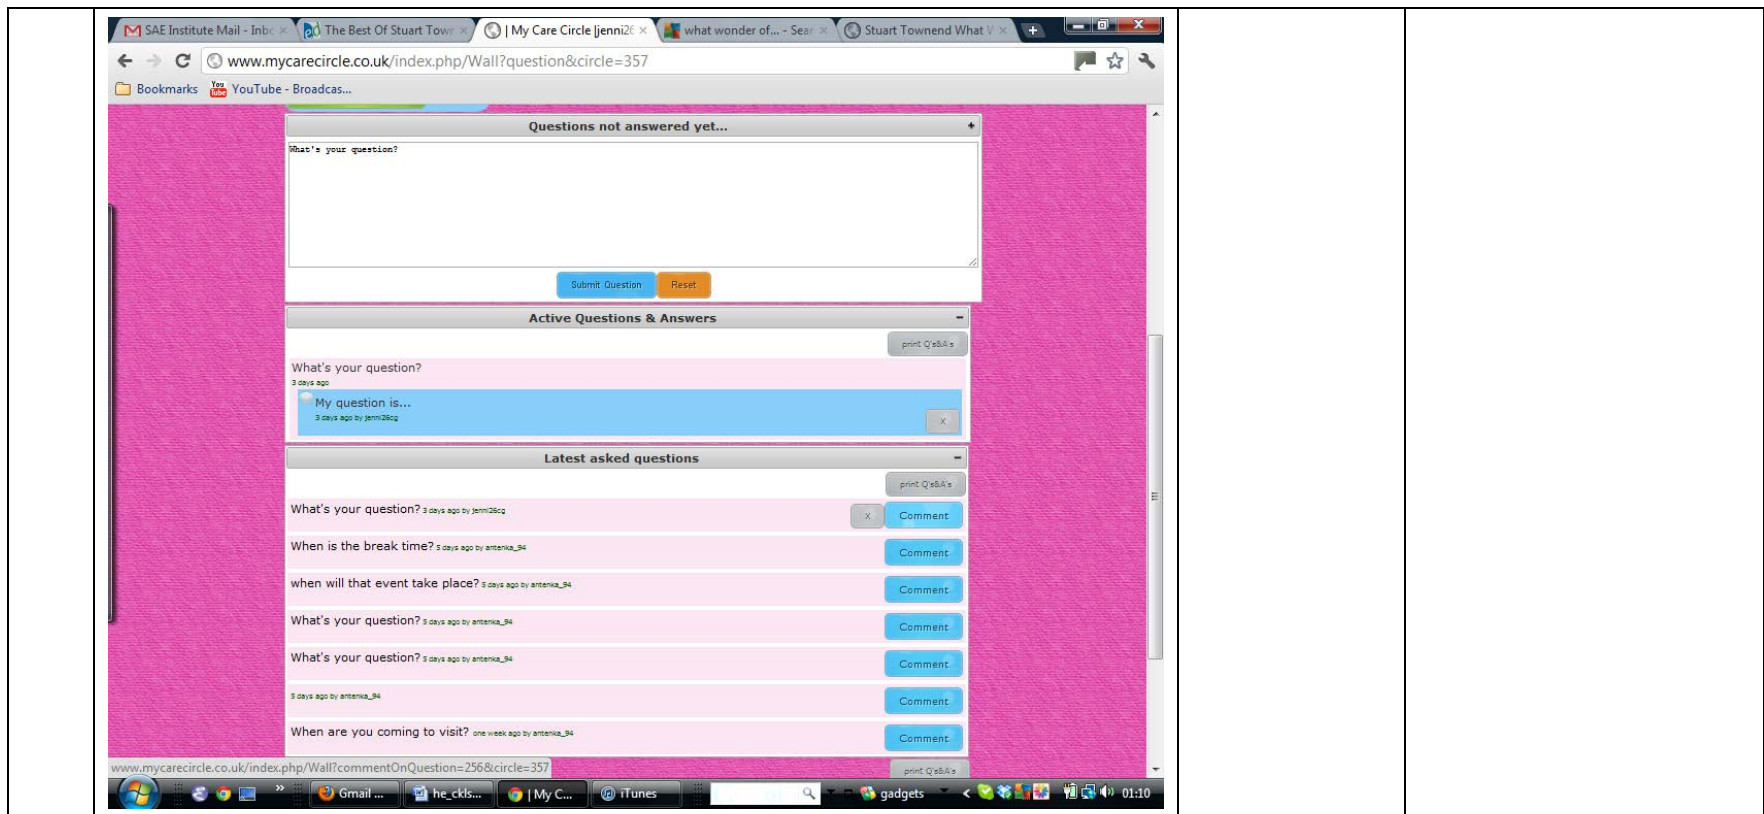 SAE Institute Mail - Inbc
The Best Of Stuart Tow
| My Care Circle |jenni26
what wonder of... - Sear
Stuart Townend What V
www.mycarecircle.co.uk/index.php/Wall?question&circle=357
Bookmarks YouTube - Broadcas...
Questions not answered yet... +
What's your question?
Submit Question Reset
Active Questions & Answers -
print Q's&A's
What's your question?
3 days ago
My question is...
3 days ago by jenni26cg
x
Latest asked questions -
print Q's&A's
What's your question? 3 days ago by jenni26cg x Comment
When is the break time? 5 days ago by antenka_94 Comment
when will that event take place? 5 days ago by antenka_94 Comment
What's your question? 5 days ago by antenka_94 Comment
What's your question? 5 days ago by antenka_94 Comment
5 days ago by antenka_94 Comment
When are you coming to visit? one week ago by antenka_94 Comment
www.mycarecircle.co.uk/index.php/Wall?commentOnQuestion=256&circle=357
print Q's&A's
Gmail ... he_ckls... | My C... iTunes gadgets 01:10